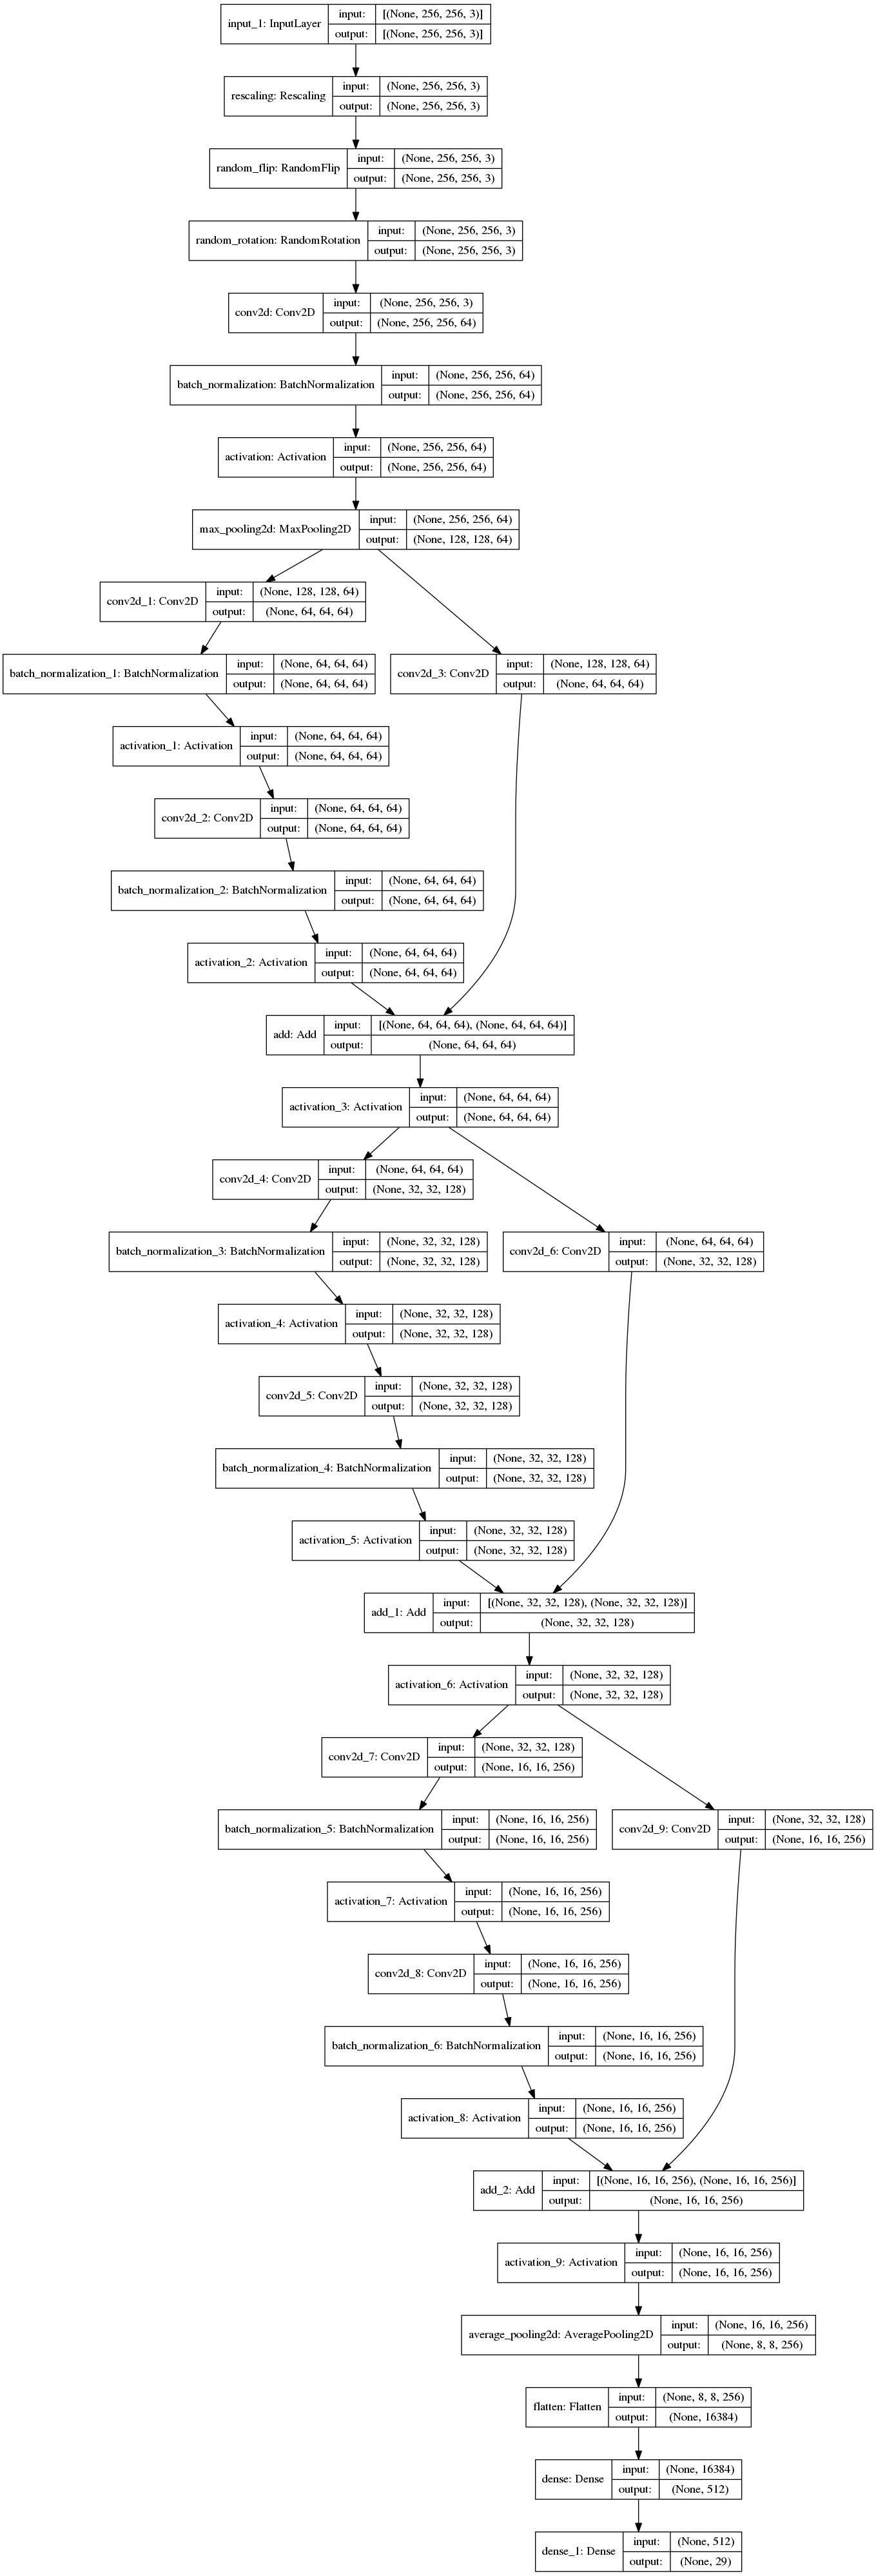 input_1: InputLayer
input: [(None, 256, 256, 3)]
output: [(None, 256, 256, 3)]
rescaling: Rescaling
input: (None, 256, 256, 3)
output: (None, 256, 256, 3)
random_flip: RandomFlip
input: (None, 256, 256, 3)
output: (None, 256, 256, 3)
random_rotation: RandomRotation
input: (None, 256, 256, 3)
output: (None, 256, 256, 3)
conv2d: Conv2D
input: (None, 256, 256, 3)
output: (None, 256, 256, 64)
batch_normalization: BatchNormalization
input: (None, 256, 256, 64)
output: (None, 256, 256, 64)
activation: Activation
input: (None, 256, 256, 64)
output: (None, 256, 256, 64)
max_pooling2d: MaxPooling2D
input: (None, 256, 256, 64)
output: (None, 128, 128, 64)
conv2d_1: Conv2D
input: (None, 128, 128, 64)
output: (None, 64, 64, 64)
batch_normalization_1: BatchNormalization
input: (None, 64, 64, 64)
output: (None, 64, 64, 64)
conv2d_3: Conv2D
input: (None, 128, 128, 64)
output: (None, 64, 64, 64)
activation_1: Activation
input: (None, 64, 64, 64)
output: (None, 64, 64, 64)
conv2d_2: Conv2D
input: (None, 64, 64, 64)
output: (None, 64, 64, 64)
batch_normalization_2: BatchNormalization
input: (None, 64, 64, 64)
output: (None, 64, 64, 64)
activation_2: Activation
input: (None, 64, 64, 64)
output: (None, 64, 64, 64)
add: Add
input: [(None, 64, 64, 64), (None, 64, 64, 64)]
output: (None, 64, 64, 64)
activation_3: Activation
input: (None, 64, 64, 64)
output: (None, 64, 64, 64)
conv2d_4: Conv2D
input: (None, 64, 64, 64)
output: (None, 32, 32, 128)
batch_normalization_3: BatchNormalization
input: (None, 32, 32, 128)
output: (None, 32, 32, 128)
conv2d_6: Conv2D
input: (None, 64, 64, 64)
output: (None, 32, 32, 128)
activation_4: Activation
input: (None, 32, 32, 128)
output: (None, 32, 32, 128)
conv2d_5: Conv2D
input: (None, 32, 32, 128)
output: (None, 32, 32, 128)
batch_normalization_4: BatchNormalization
input: (None, 32, 32, 128)
output: (None, 32, 32, 128)
activation_5: Activation
input: (None, 32, 32, 128)
output: (None, 32, 32, 128)
add_1: Add
input: [(None, 32, 32, 128), (None, 32, 32, 128)]
output: (None, 32, 32, 128)
activation_6: Activation
input: (None, 32, 32, 128)
output: (None, 32, 32, 128)
conv2d_7: Conv2D
input: (None, 32, 32, 128)
output: (None, 16, 16, 256)
batch_normalization_5: BatchNormalization
input: (None, 16, 16, 256)
output: (None, 16, 16, 256)
conv2d_9: Conv2D
input: (None, 32, 32, 128)
output: (None, 16, 16, 256)
activation_7: Activation
input: (None, 16, 16, 256)
output: (None, 16, 16, 256)
conv2d_8: Conv2D
input: (None, 16, 16, 256)
output: (None, 16, 16, 256)
batch_normalization_6: BatchNormalization
input: (None, 16, 16, 256)
output: (None, 16, 16, 256)
activation_8: Activation
input: (None, 16, 16, 256)
output: (None, 16, 16, 256)
add_2: Add
input: [(None, 16, 16, 256), (None, 16, 16, 256)]
output: (None, 16, 16, 256)
activation_9: Activation
input: (None, 16, 16, 256)
output: (None, 16, 16, 256)
average_pooling2d: AveragePooling2D
input: (None, 16, 16, 256)
output: (None, 8, 8, 256)
flatten: Flatten
input: (None, 8, 8, 256)
output: (None, 16384)
dense: Dense
input: (None, 16384)
output: (None, 512)
dense_1: Dense
input: (None, 512)
output: (None, 29)